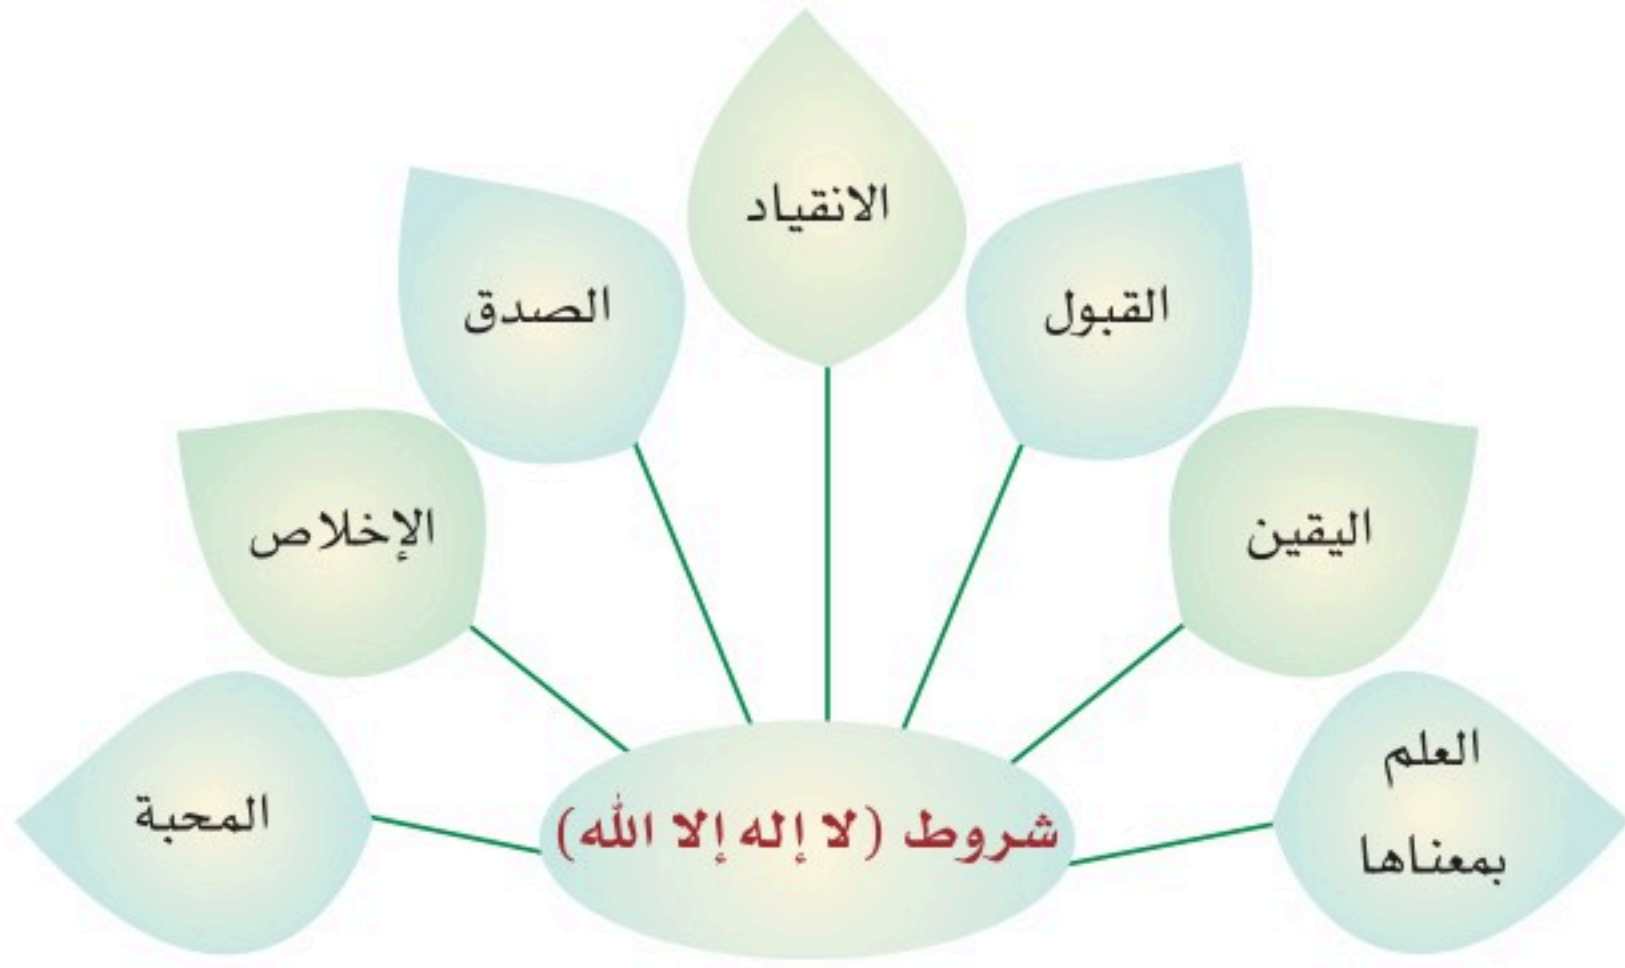 شروط (لا إله إلا الله)
العلم
بمعناها
اليقين
القبول
الانقياد
الصدق
الإخلاص
المحبة